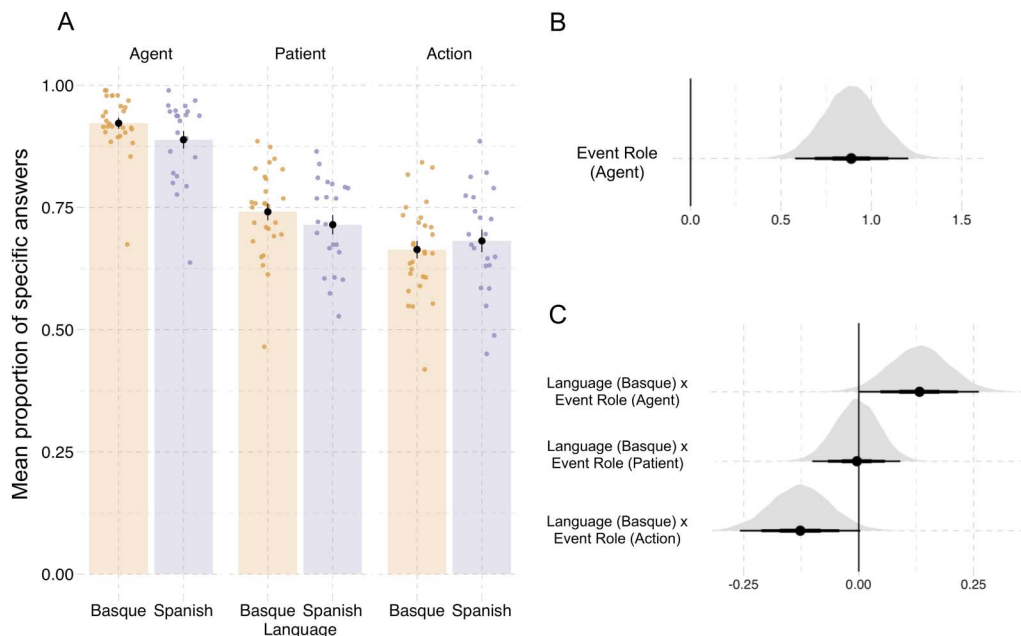 A
Agent Patient Action
Mean proportion of specific answers
1.00
0.75
0.50
0.25
0.00
Basque Spanish Basque Spanish Basque Spanish
Language
B
Event Role
(Agent)
0.0 0.5 1.0 1.5
C
Language (Basque) x
Event Role (Agent)
Language (Basque) x
Event Role (Patient)
Language (Basque) x
Event Role (Action)
-0.25 0.00 0.25